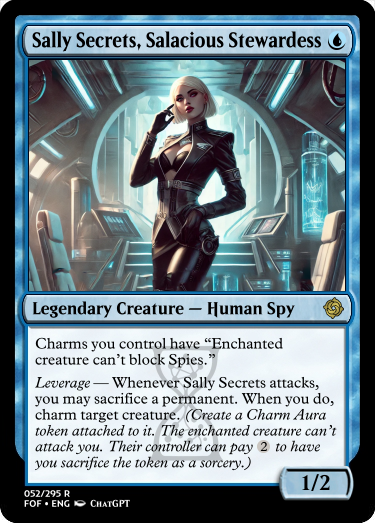 Sally Secrets, Salacious Stewardess
Legendary Creature — Human Spy
Charms you control have “Enchanted
creature can’t block Spies.”
Leverage — Whenever Sally Secrets attacks,
you may sacrifice a permanent. When you do,
charm target creature. (Create a Charm Aura
token attached to it. The enchanted creature can’t
attack you. Their controller can pay 2 to have
you sacrifice the token as a sorcery.)
1/2
052/295 R
FOF • ENG ChatGPT